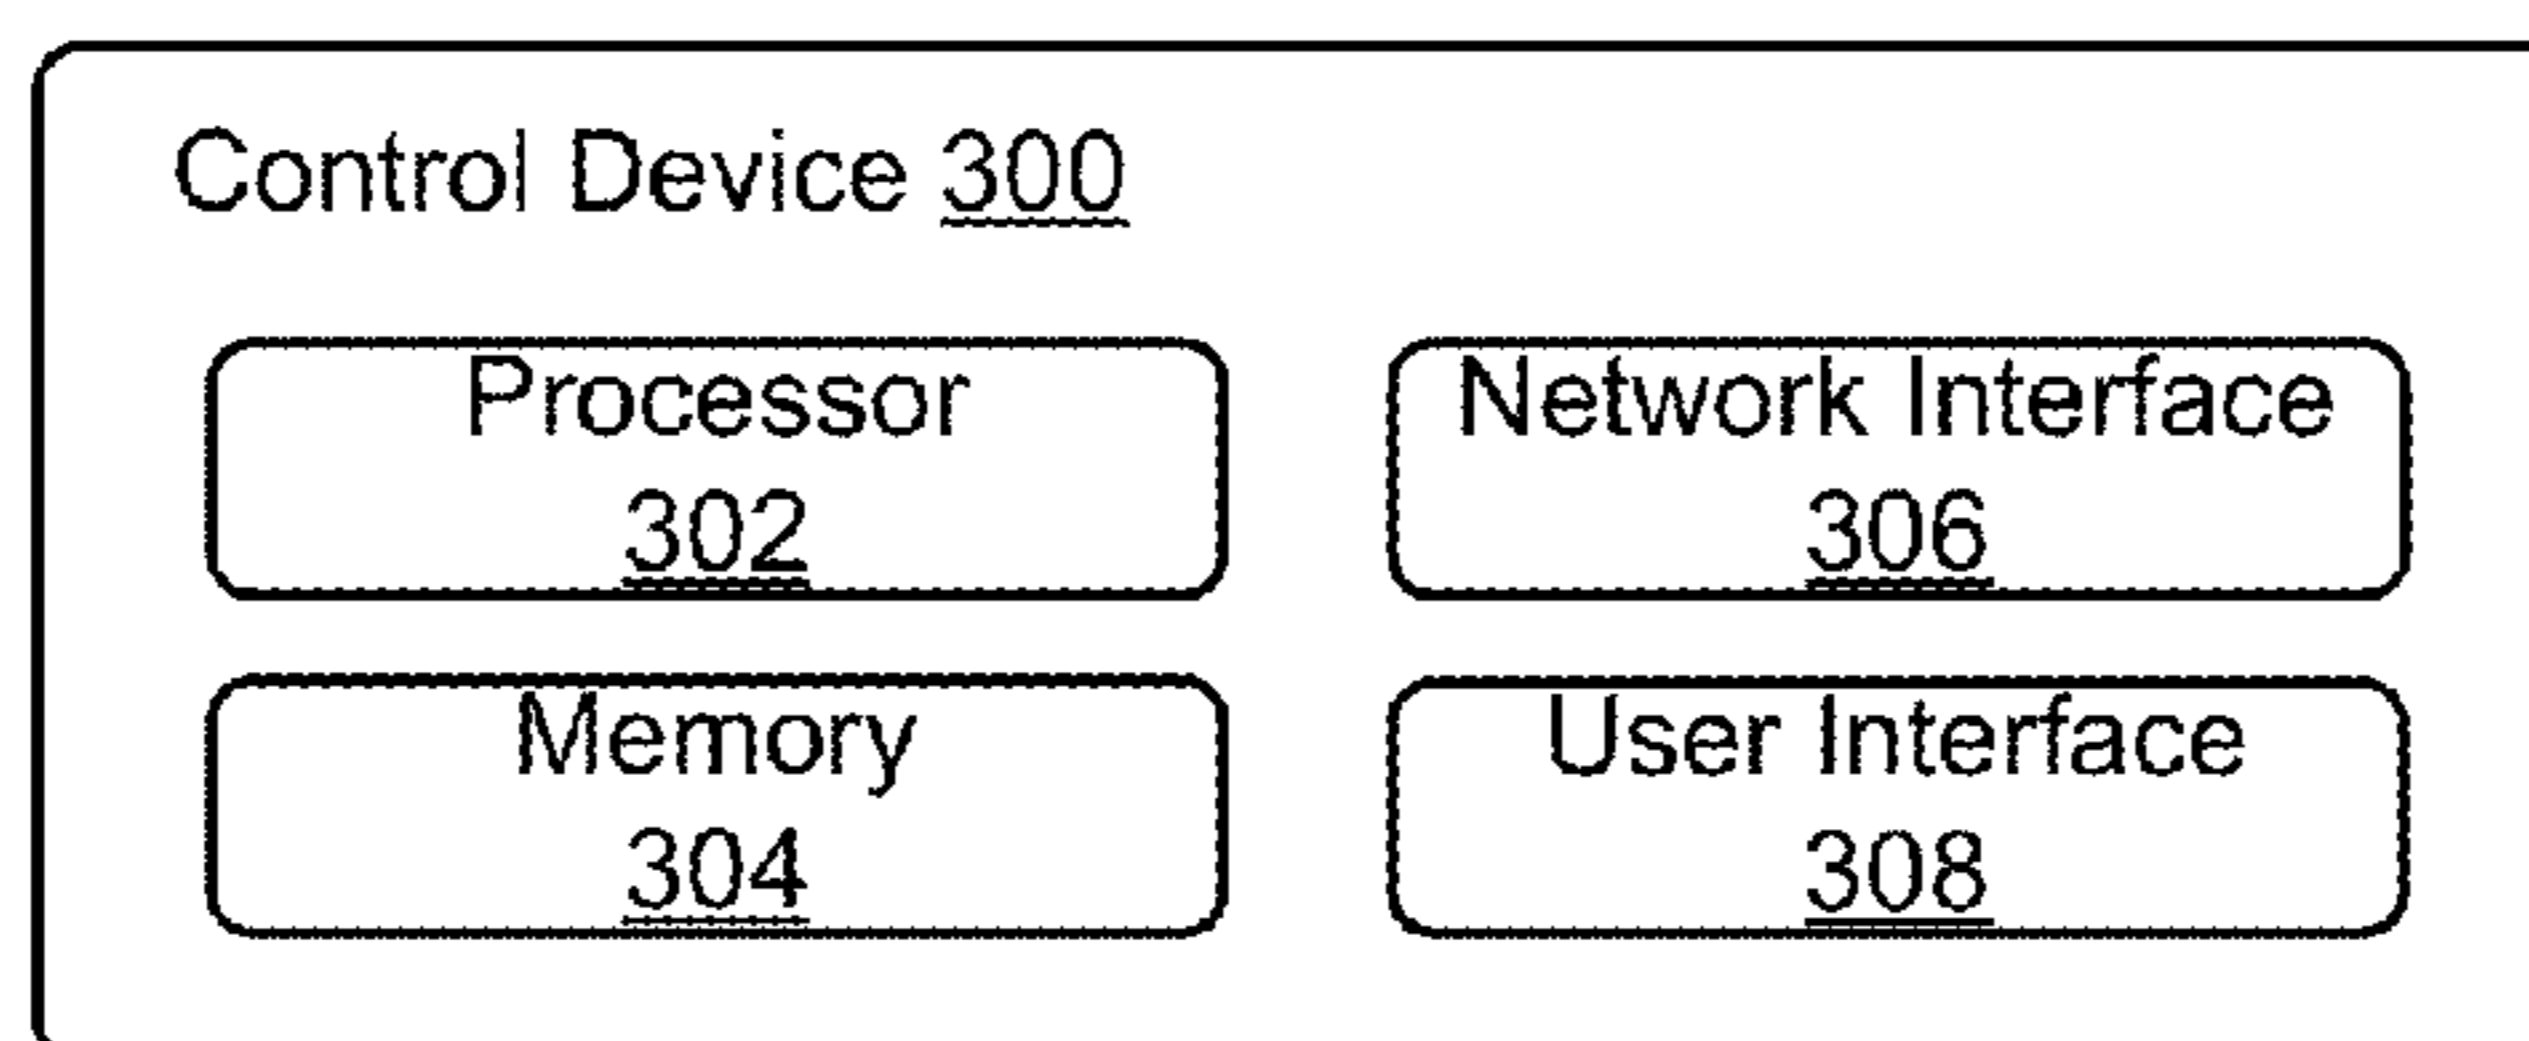 Control Device 300
Processor
302
Network Interface
306
Memory
304
User Interface
308